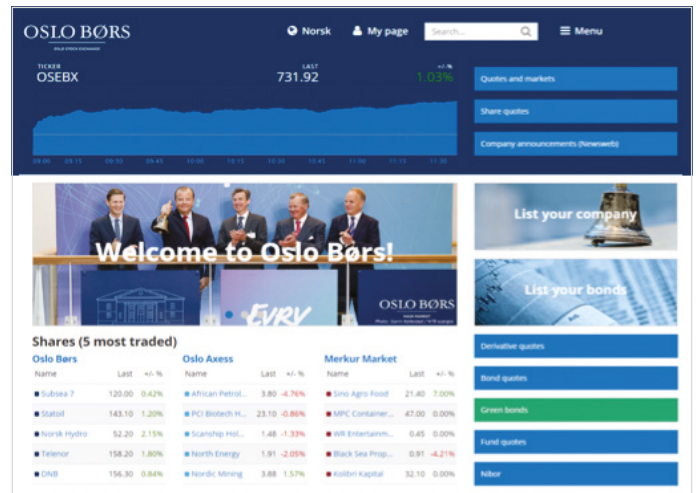 OSLO BØRS
OSLO STOCK EXCHANGE
Norsk My page Search... Menu
TICKER LAST +/-%
OSEBX 731.92 1.03%
Quotes and markets
Share quotes
Company announcements (Newsweb)
09:00 09:15 09:30 09:45 10:00 10:15 10:30 10:45 11:00 11:15 11:30
Welcome to Oslo Børs!
EVRY
OSLO BØRS
List your company
List your bonds
Shares (5 most traded)
Oslo Børs Oslo Axess Merkur Market
Name Last +/- % Name Last +/- % Name Last +/- %
Subsea 7 120.00 0.42% African Petrol... 3.80 -4.76% Sino Agro Food 21.40 7.00%
Statoil 143.10 1.20% PCI Biotech H... 23.10 -0.86% MPC Container... 47.00 0.00%
Norsk Hydro 52.20 2.15% Scanship Hol... 1.48 -1.33% WR Entertainm... 0.45 0.00%
Telenor 158.20 1.80% North Energy 1.91 -2.05% Black Sea Prop... 0.91 -4.21%
DNB 156.30 0.84% Nordic Mining 3.88 1.57% Kolibri Kapital 32.10 0.00%
Derivative quotes
Bond quotes
Green bonds
Fund quotes
Nibor